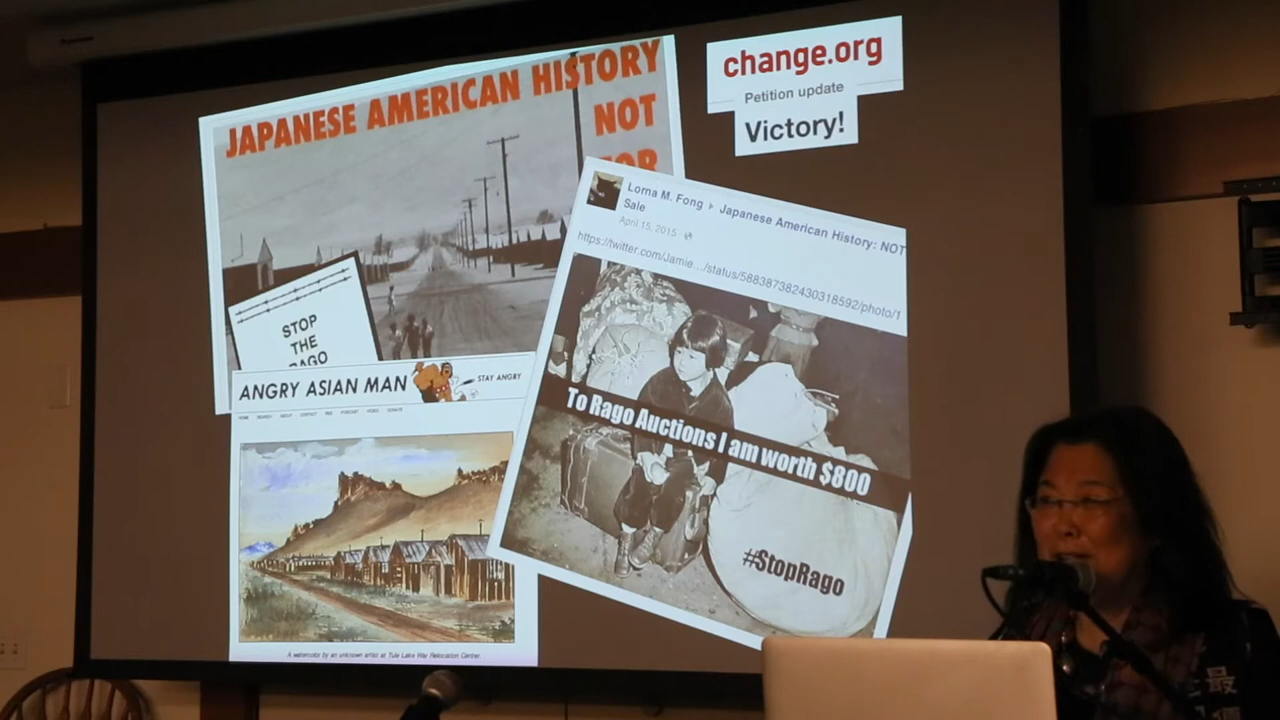 JAPANESE AMERICAN HISTORY
NOT
FOR
change.org
Petition update
Victory!
Lorna M. Fong ▸ Japanese American History: NOT
Sale
April 15, 2015
https://twitter.com/Jamie…/status/588387382430318592/photo/1
STOP
THE
RAGO
ANGRY ASIAN MAN
STAY ANGRY
HOME SEARCH ABOUT CONTACT FAQ PODCAST VIDEO DONATE
To Rago Auctions I am worth $800
#StopRago
A watercolor by an unknown artist at Tule Lake War Relocation Center.
最